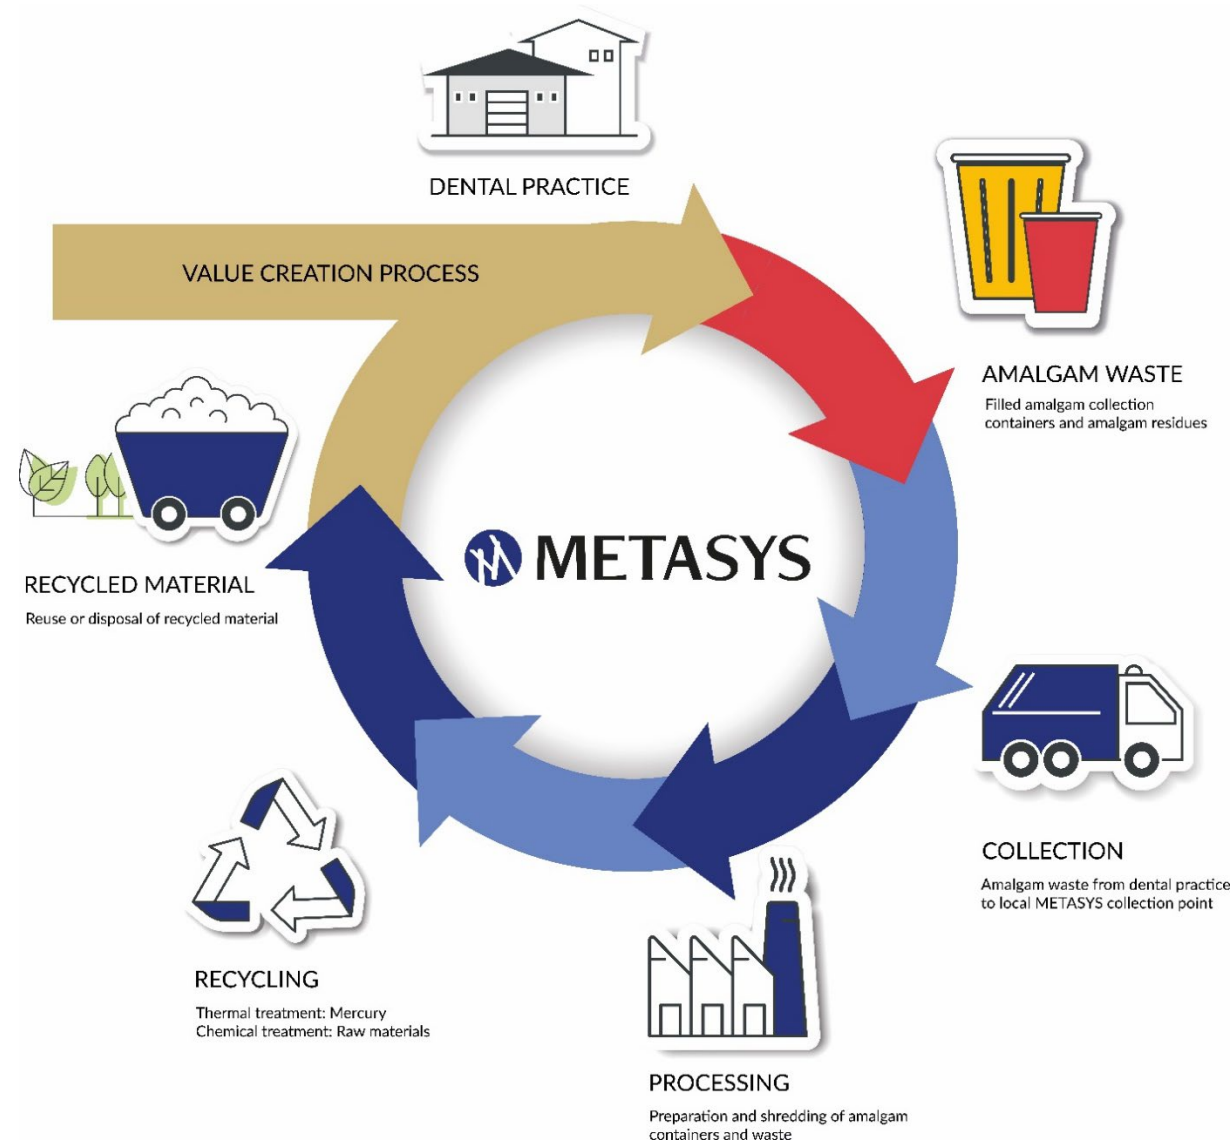 DENTAL PRACTICE
VALUE CREATION PROCESS
AMALGAM WASTE
Filled amalgam collection
containers and amalgam residues
METASYS
RECYCLED MATERIAL
Reuse or disposal of recycled material
COLLECTION
Amalgam waste from dental practice
to local METASYS collection point
RECYCLING
Thermal treatment: Mercury
Chemical treatment: Raw materials
PROCESSING
Preparation and shredding of amalgam
containers and waste